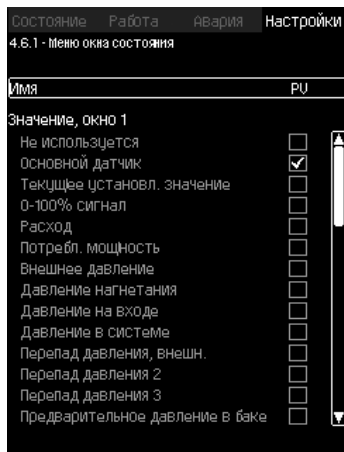 Состояние Работа Авария Настройки
4.6.1 - Меню окна состояния
Имя PU
Значение, окно 1
Не используется
Основной датчик
Текущее установл. значение
0-100% сигнал
Расход
Потребл. мощность
Внешнее давление
Давление нагнетания
Давление на входе
Давление в системе
Перепад давления, внешн.
Перепад давления 2
Перепад давления 3
Предварительное давление в баке